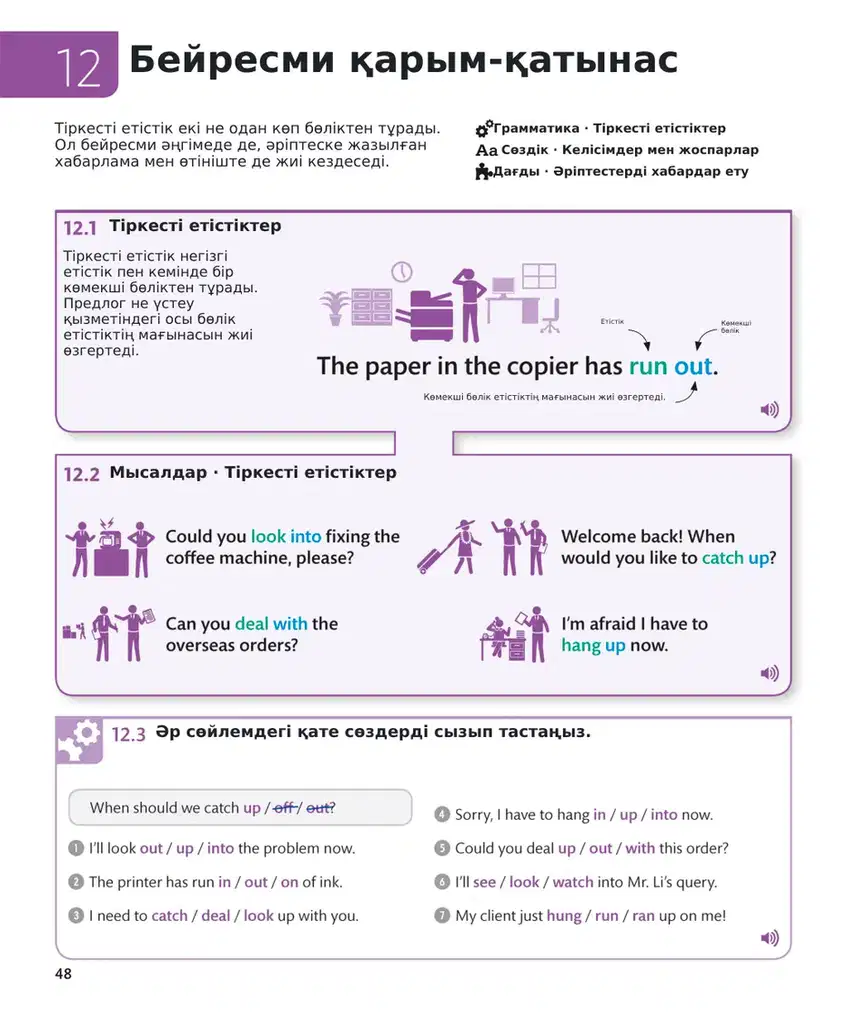 12 Бейресми қарым-қатынас
Тіркесті етістік екі не одан көп бөліктен тұрады.
Ол бейресми әңгімеде де, әріптеске жазылған
хабарлама мен өтініште де жиі кездеседі.
Грамматика · Тіркесті етістіктер
Aa Сөздік · Келісімдер мен жоспарлар
Дағды · Әріптестерді хабардар ету
12.1 Тіркесті етістіктер
Тіркесті етістік негізгі
етістік пен кемінде бір
көмекші бөліктен тұрады.
Предлог не үстеу
қызметіндегі осы бөлік
етістіктің мағынасын жиі
өзгертеді.
Етістік
Көмекші
бөлік
The paper in the copier has run out.
Көмекші бөлік етістіктің мағынасын жиі өзгертеді.
12.2 Мысалдар · Тіркесті етістіктер
Could you look into fixing the
coffee machine, please?
Welcome back! When
would you like to catch up?
Can you deal with the
overseas orders?
I'm afraid I have to
hang up now.
12.3 Әр сөйлемдегі қате сөздерді сызып тастаңыз.
When should we catch up / off / out?
1 I'll look out / up / into the problem now.
2 The printer has run in / out / on of ink.
3 I need to catch / deal / look up with you.
4 Sorry, I have to hang in / up / into now.
5 Could you deal up / out / with this order?
6 I'll see / look / watch into Mr. Li's query.
7 My client just hung / run / ran up on me!
48